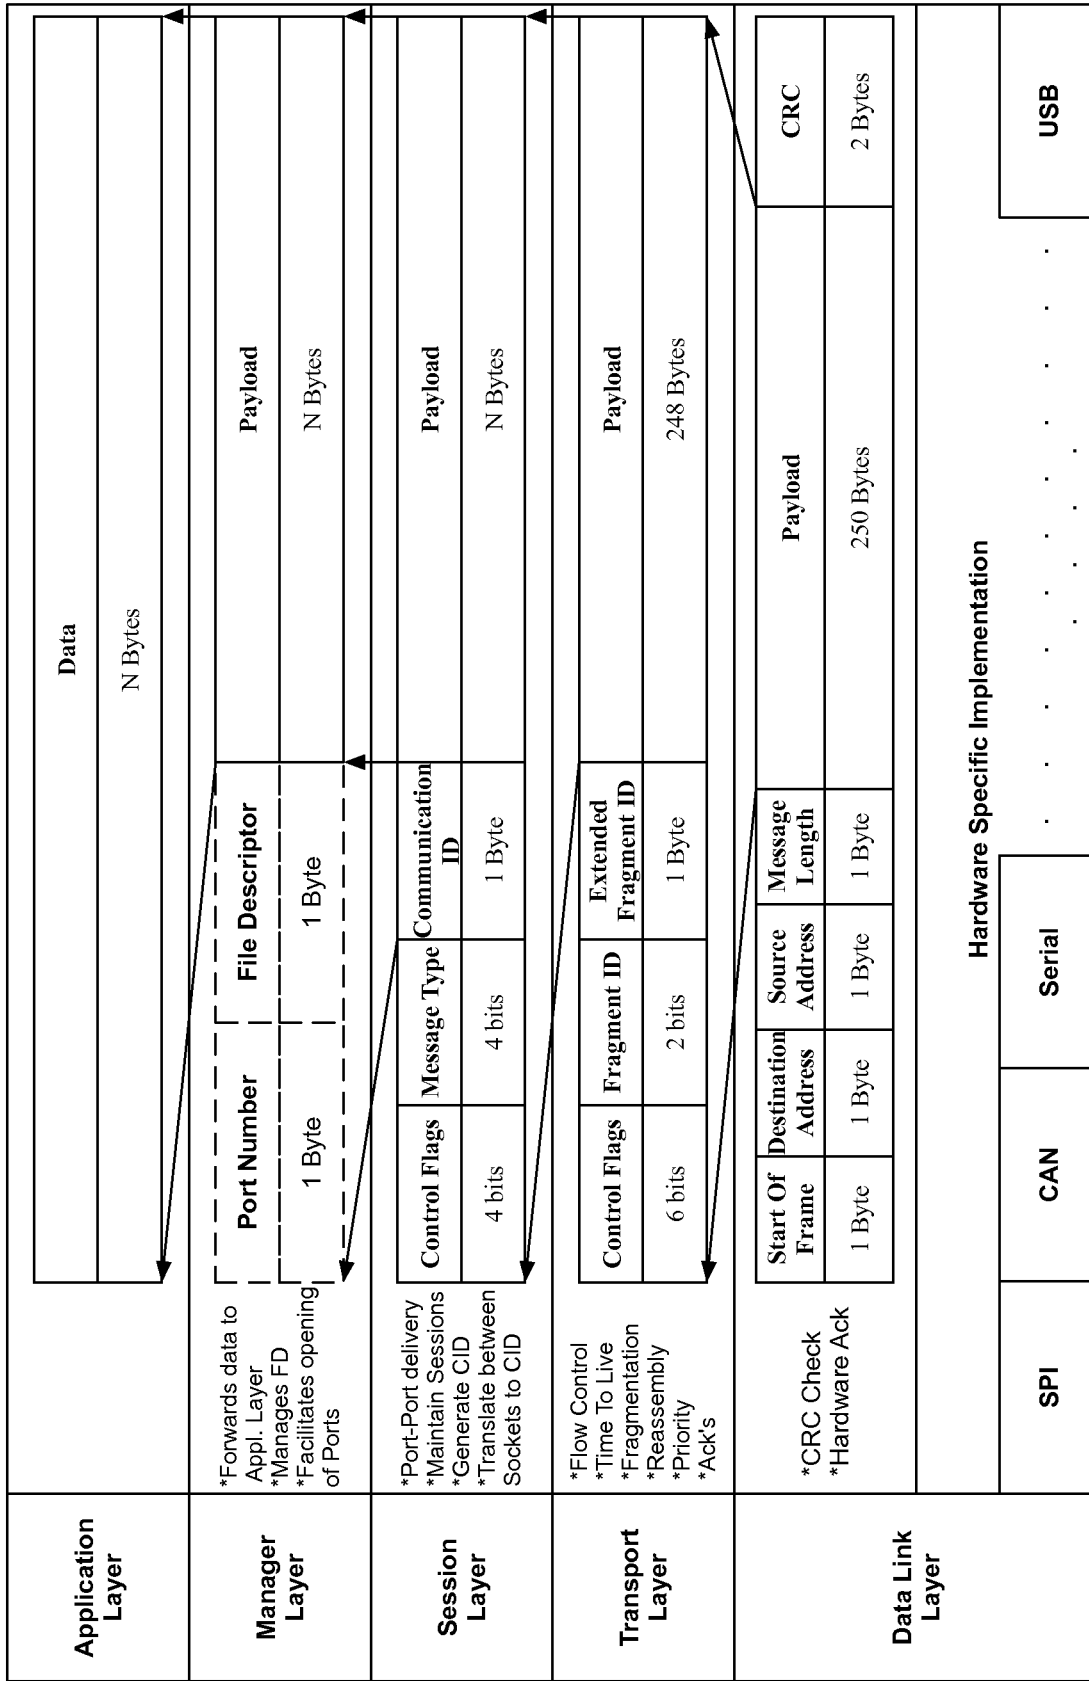 Application
Layer
Data
N Bytes
Manager
Layer
*Forwards data to
Appl. Layer
*Manages FD
*Facilitates opening
of Ports
Port Number
File Descriptor
Payload
1 Byte
1 Byte
N Bytes
Session
Layer
*Port-Port delivery
*Maintain Sessions
*Generate CID
*Translate between
Sockets to CID
Control Flags
Message Type
Communication
ID
Payload
4 bits
4 bits
1 Byte
N Bytes
Transport
Layer
*Flow Control
*Time To Live
*Fragmentation
*Reassembly
*Priority
*Ack's
Control Flags
Fragment ID
Extended
Fragment ID
Payload
6 bits
2 bits
1 Byte
248 Bytes
Data Link
Layer
*CRC Check
*Hardware Ack
Start Of
Frame
Destination
Address
Source
Address
Message
Length
Payload
CRC
1 Byte
1 Byte
1 Byte
1 Byte
250 Bytes
2 Bytes
Hardware Specific Implementation
SPI
CAN
Serial
USB